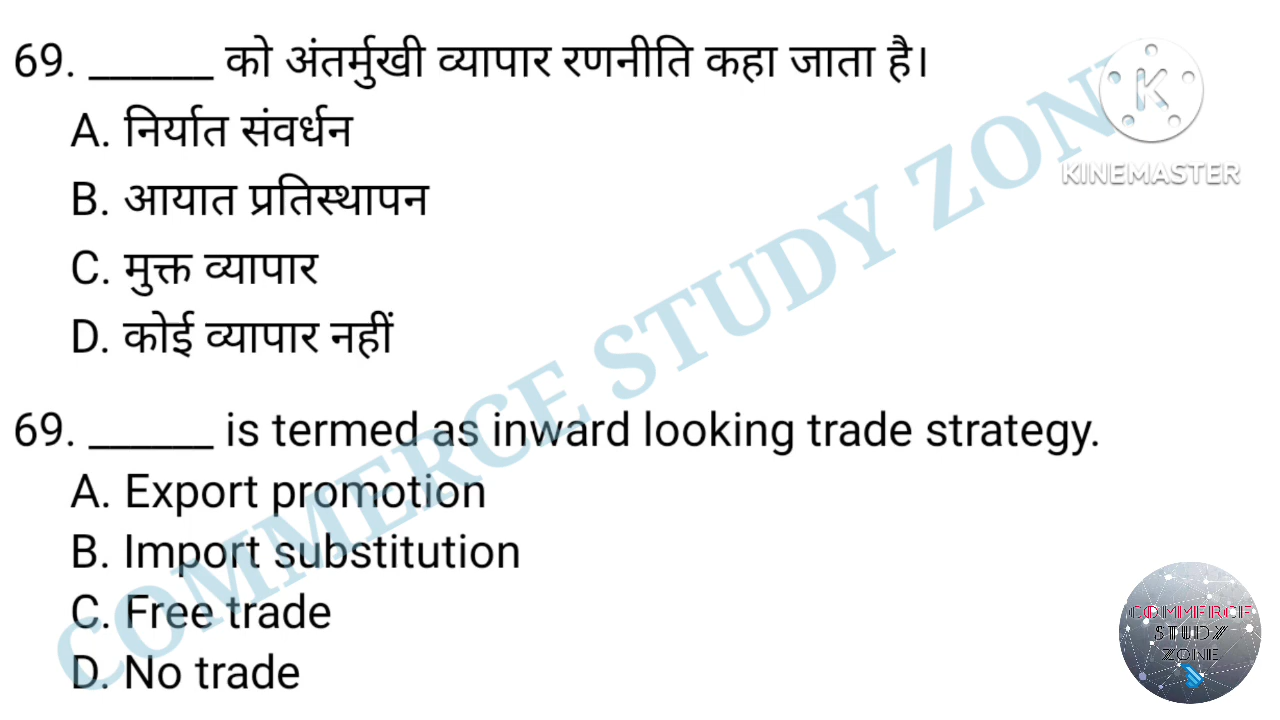 69. ______ को अंतर्मुखी व्यापार रणनीति कहा जाता है।
A. निर्यात संवर्धन
B. आयात प्रतिस्थापन
C. मुक्त व्यापार
D. कोई व्यापार नहीं
69. ______ is termed as inward looking trade strategy.
A. Export promotion
B. Import substitution
C. Free trade
D. No trade
COMMERCE STUDY ZON
K
KINEMASTER
COMMERCE
STUDY
ZONE